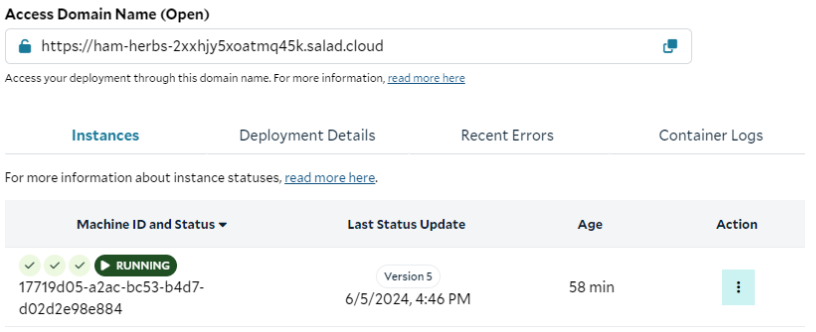 Access Domain Name (Open)
https://ham-herbs-2xxhjy5xoatmq45k.salad.cloud
Access your deployment through this domain name. For more information, read more here
Instances Deployment Details Recent Errors Container Logs
For more information about instance statuses, read more here.
Machine ID and Status Last Status Update Age Action
RUNNING
17719d05-a2ac-bc53-b4d7-
d02d2e98e884
Version 5
6/5/2024, 4:46 PM
58 min